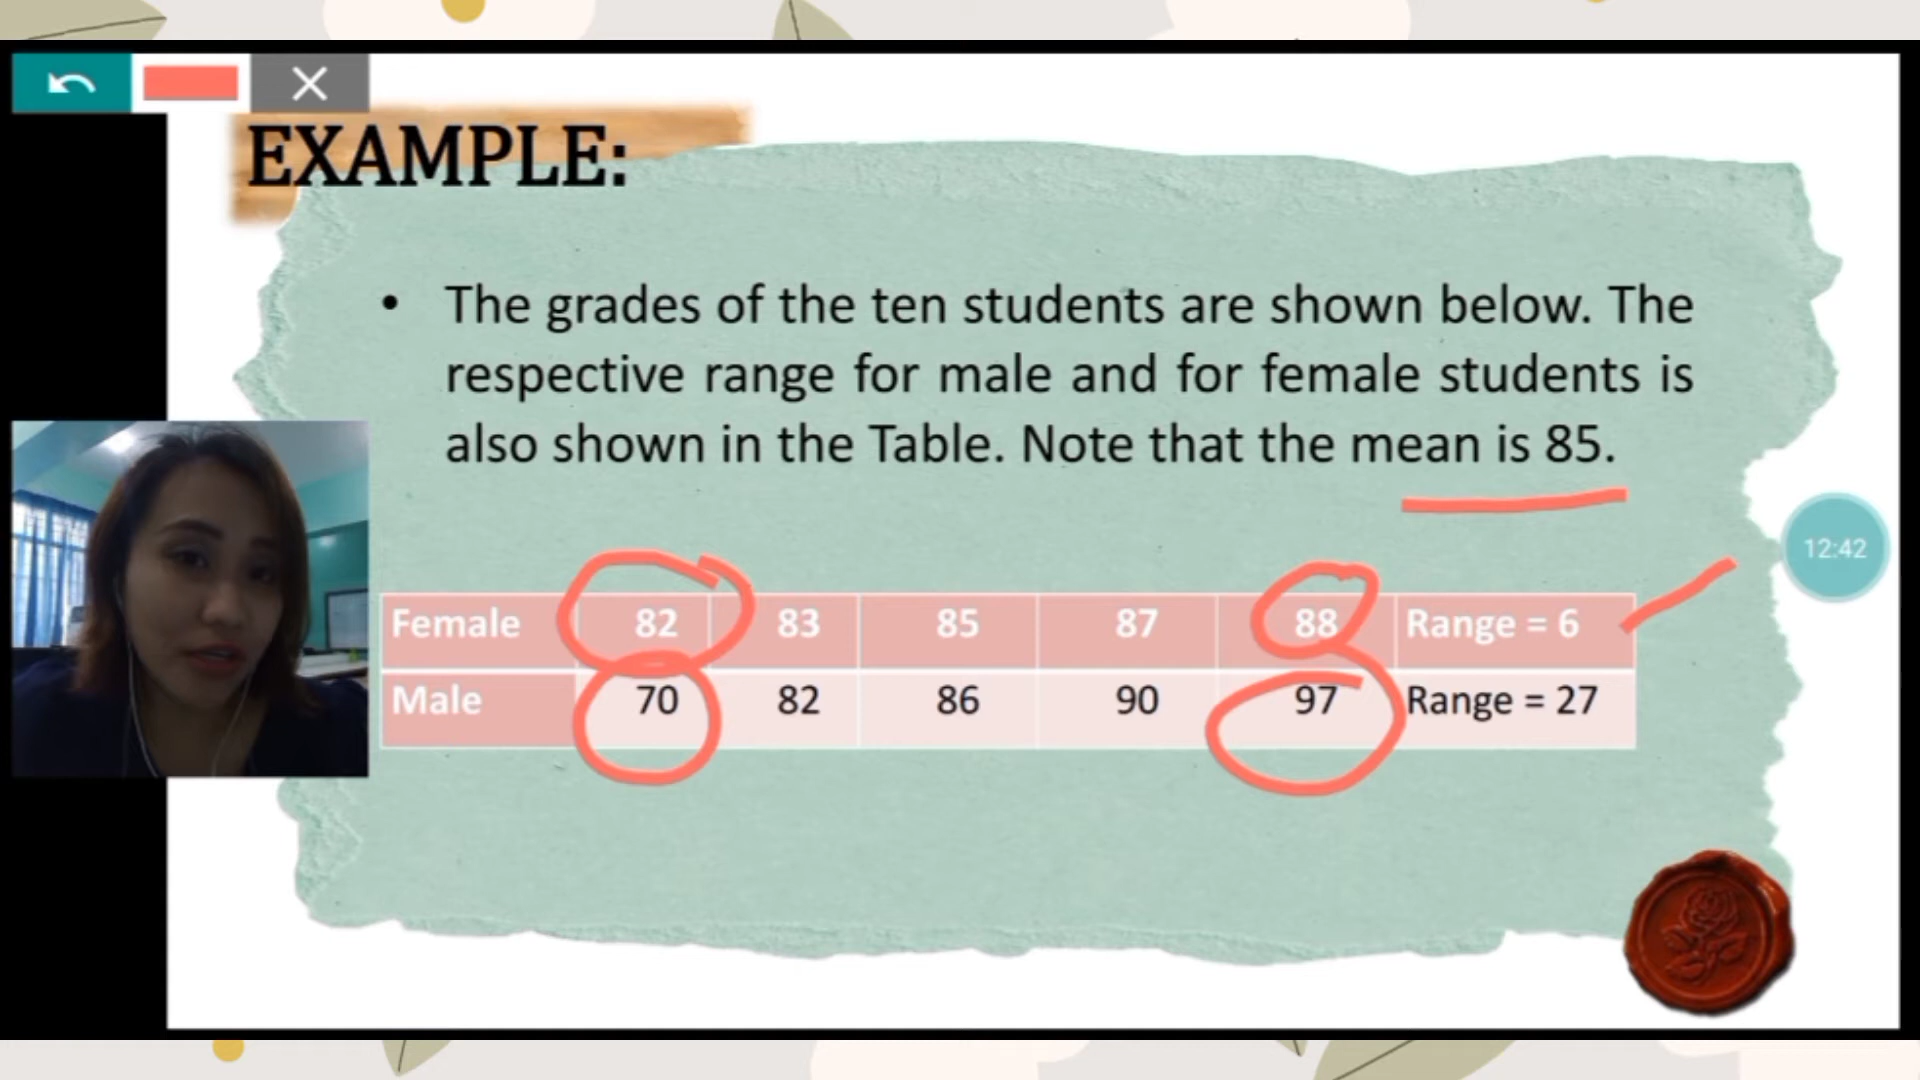 EXAMPLE:
• The grades of the ten students are shown below. The
respective range for male and for female students is
also shown in the Table. Note that the mean is 85.
12:42
Female 82 83 85 87 88 Range = 6
Male 70 82 86 90 97 Range = 27